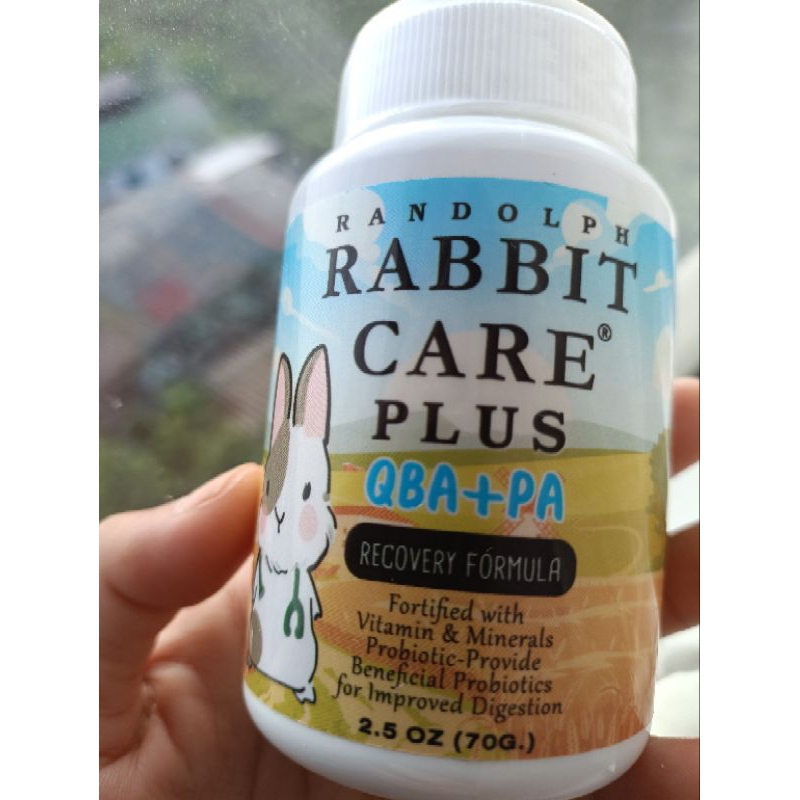 RANDOLPH
RABBIT
CARE®
PLUS
QBA+PA
RECOVERY FÓRMULA
Fortified with
Vitamin & Minerals
Probiotic-Provide
Beneficial Probiotics
for Improved Digestion
2.5 OZ (70G.)